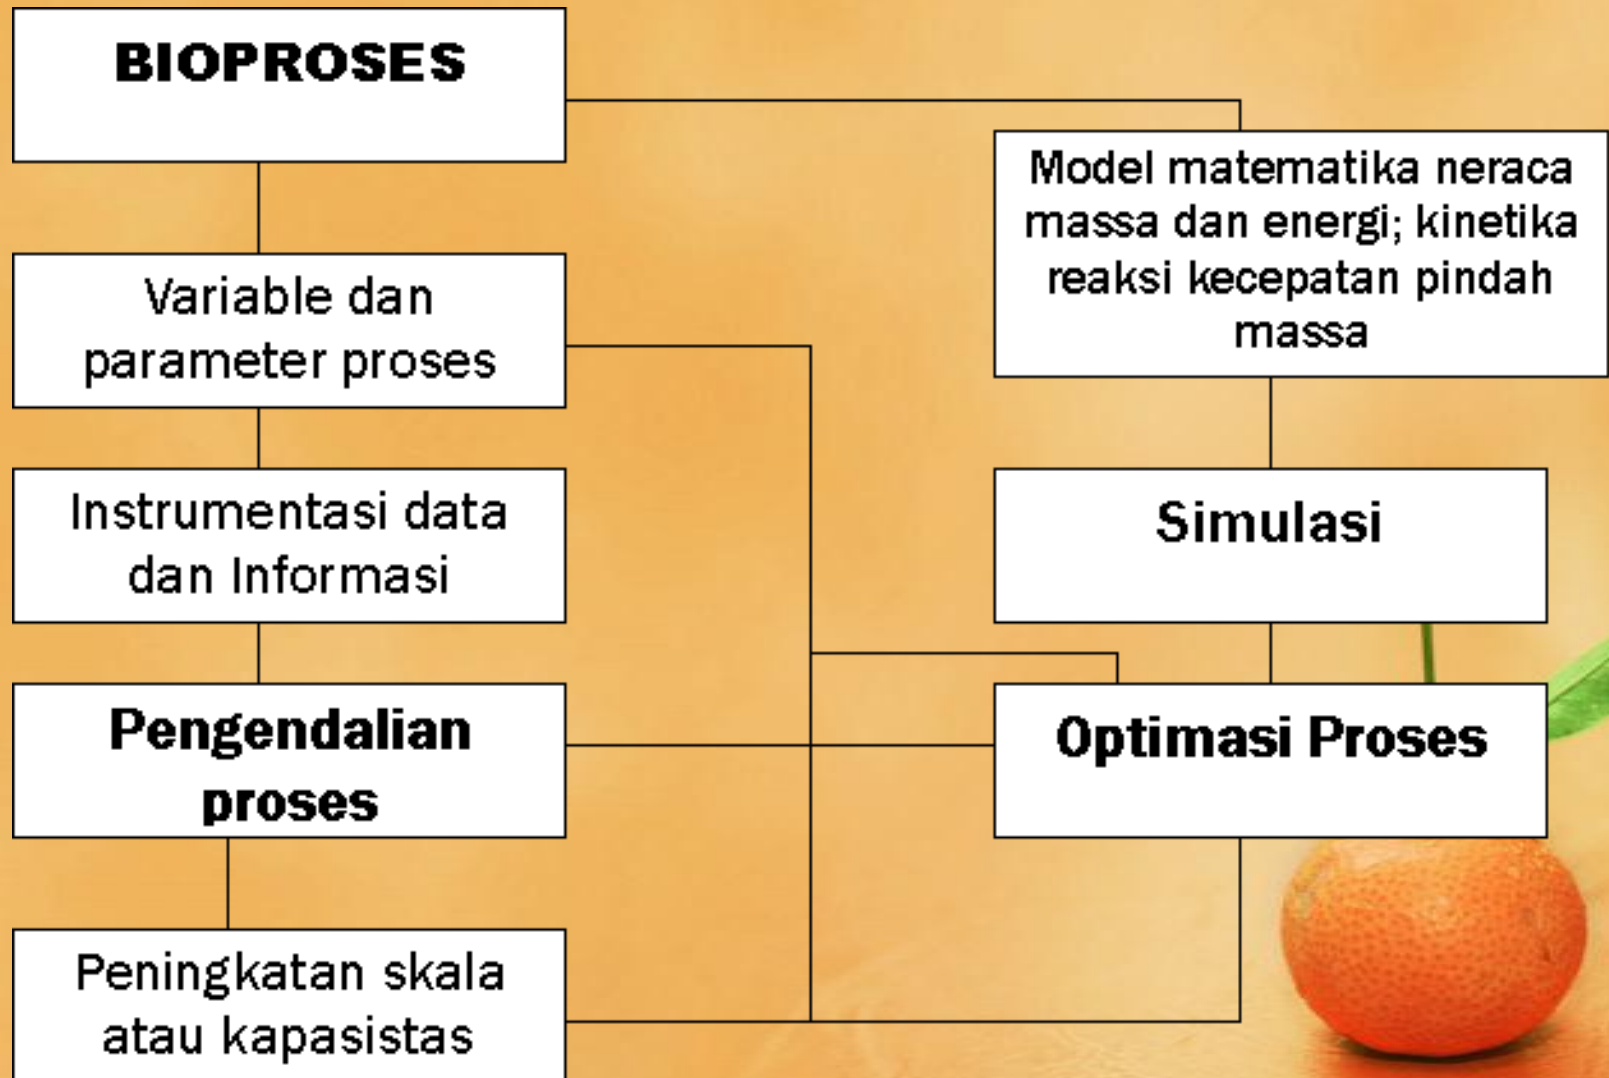 BIOPROSES
Variable dan
parameter proses
Instrumentasi data
dan Informasi
Pengendalian
proses
Peningkatan skala
atau kapasistas
Model matematika neraca
massa dan energi; kinetika
reaksi kecepatan pindah
massa
Simulasi
Optimasi Proses